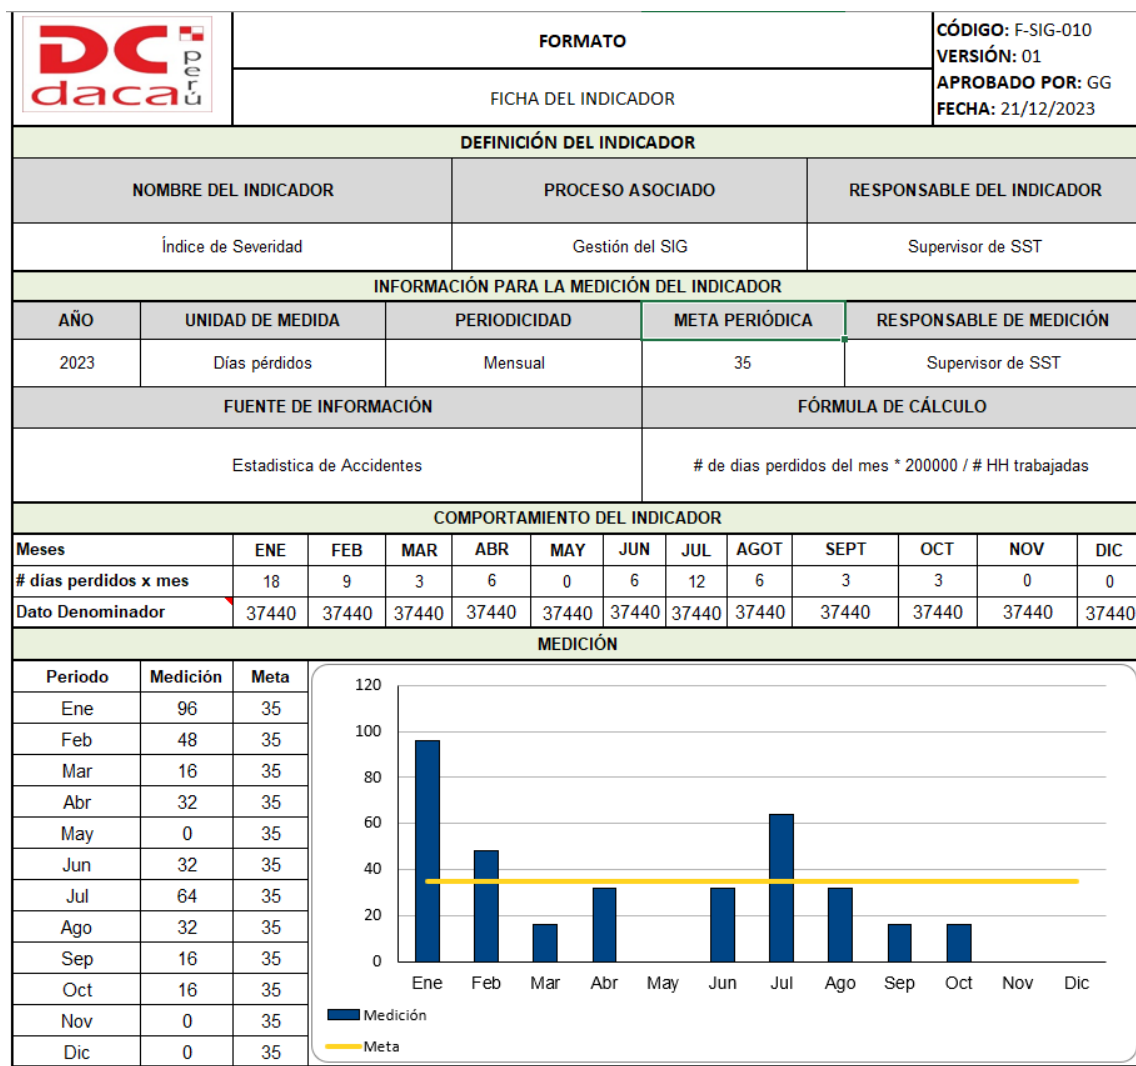 DC perú
dacau
FORMATO
FICHA DEL INDICADOR
CÓDIGO: F-SIG-010
VERSIÓN: 01
APROBADO POR: GG
FECHA: 21/12/2023
DEFINICIÓN DEL INDICADOR
NOMBRE DEL INDICADOR PROCESO ASOCIADO RESPONSABLE DEL INDICADOR
Índice de Severidad Gestión del SIG Supervisor de SST
INFORMACIÓN PARA LA MEDICIÓN DEL INDICADOR
AÑO UNIDAD DE MEDIDA PERIODICIDAD META PERIÓDICA RESPONSABLE DE MEDICIÓN
2023 Días pérdidos Mensual 35 Supervisor de SST
FUENTE DE INFORMACIÓN FÓRMULA DE CÁLCULO
Estadistica de Accidentes # de dias perdidos del mes * 200000 / # HH trabajadas
COMPORTAMIENTO DEL INDICADOR
Meses ENE FEB MAR ABR MAY JUN JUL AGOT SEPT OCT NOV DIC
# días perdidos x mes 18 9 3 6 0 6 12 6 3 3 0 0
Dato Denominador 37440 37440 37440 37440 37440 37440 37440 37440 37440 37440 37440 37440
MEDICIÓN
Periodo Medición Meta
Ene 96 35
Feb 48 35
Mar 16 35
Abr 32 35
May 0 35
Jun 32 35
Jul 64 35
Ago 32 35
Sep 16 35
Oct 16 35
Nov 0 35
Dic 0 35
120
100
80
60
40
20
0
Ene Feb Mar Abr May Jun Jul Ago Sep Oct Nov Dic
Medición
Meta